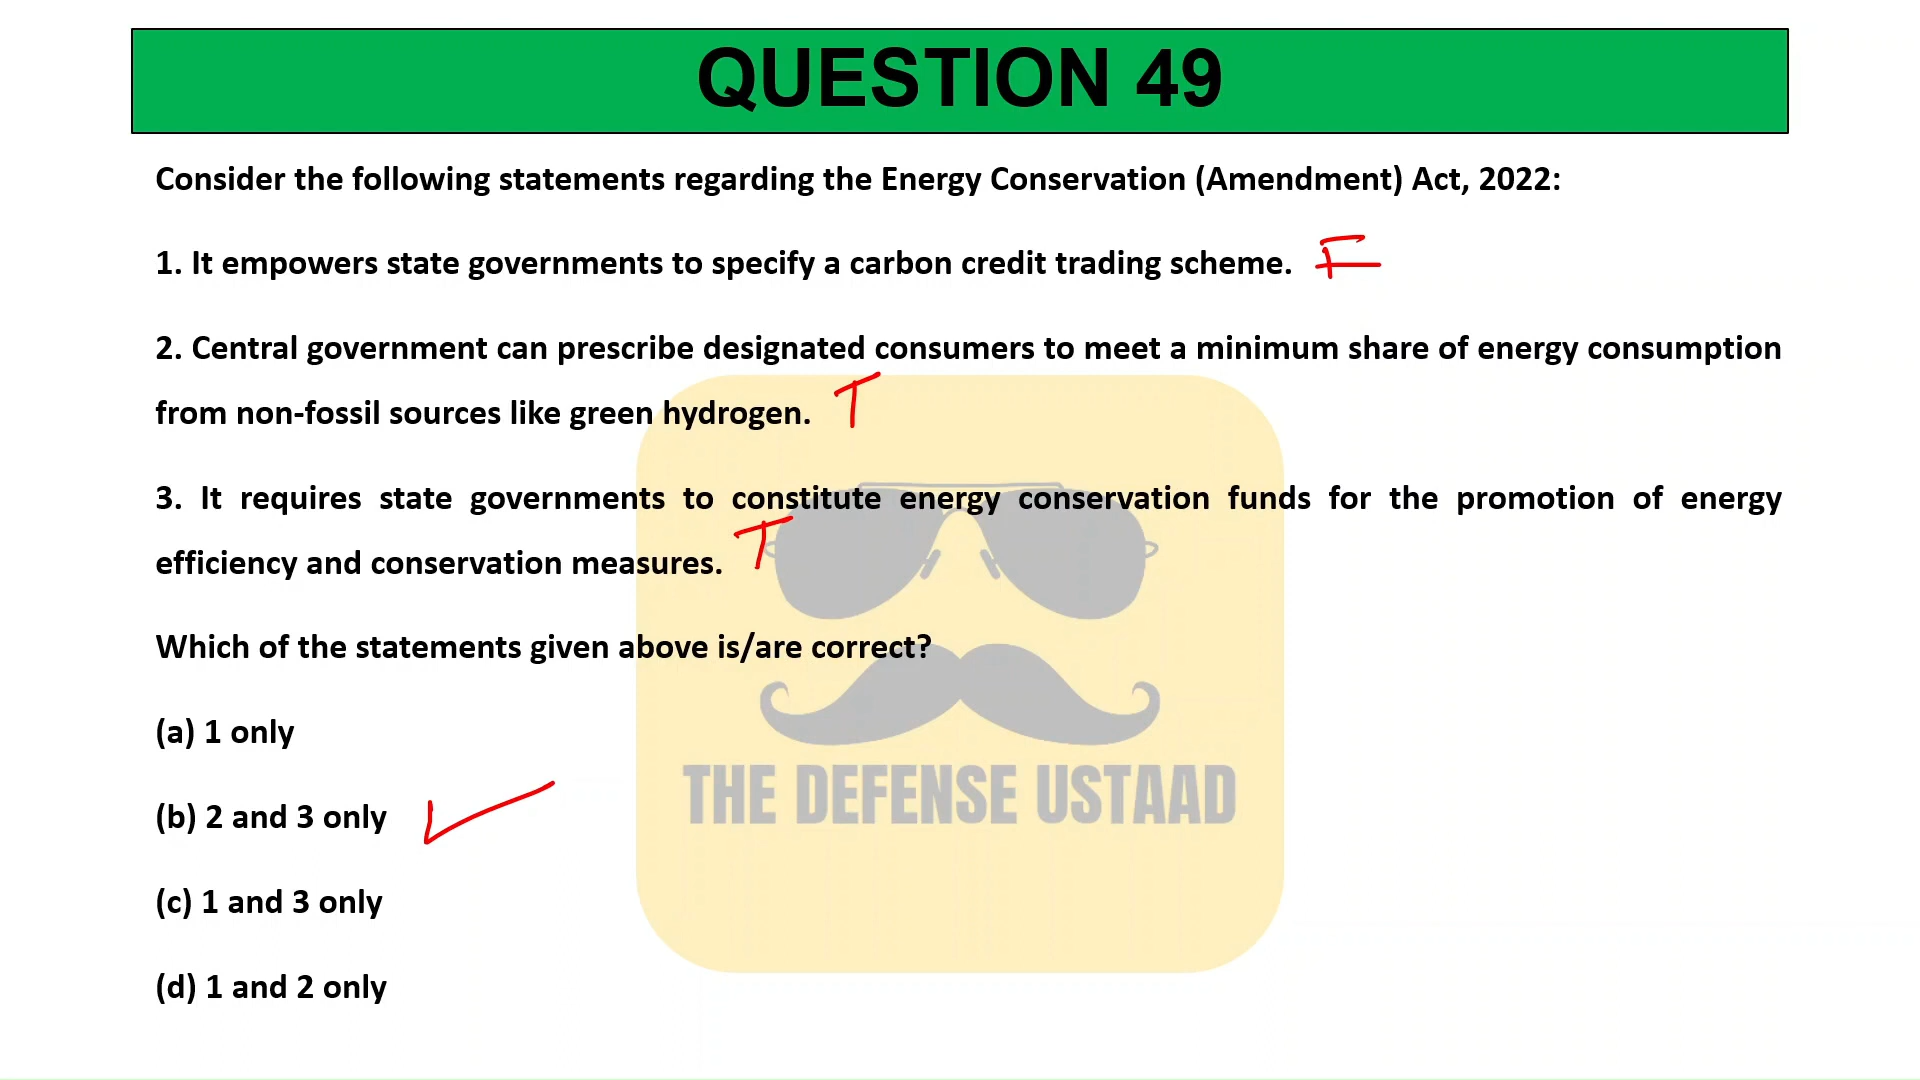 QUESTION 49
Consider the following statements regarding the Energy Conservation (Amendment) Act, 2022:
1. It empowers state governments to specify a carbon credit trading scheme. F
2. Central government can prescribe designated consumers to meet a minimum share of energy consumption
from non-fossil sources like green hydrogen. T
3. It requires state governments to constitute energy conservation funds for the promotion of energy
efficiency and conservation measures. T
Which of the statements given above is/are correct?
(a) 1 only
(b) 2 and 3 only
(c) 1 and 3 only
(d) 1 and 2 only
THE DEFENSE USTAAD